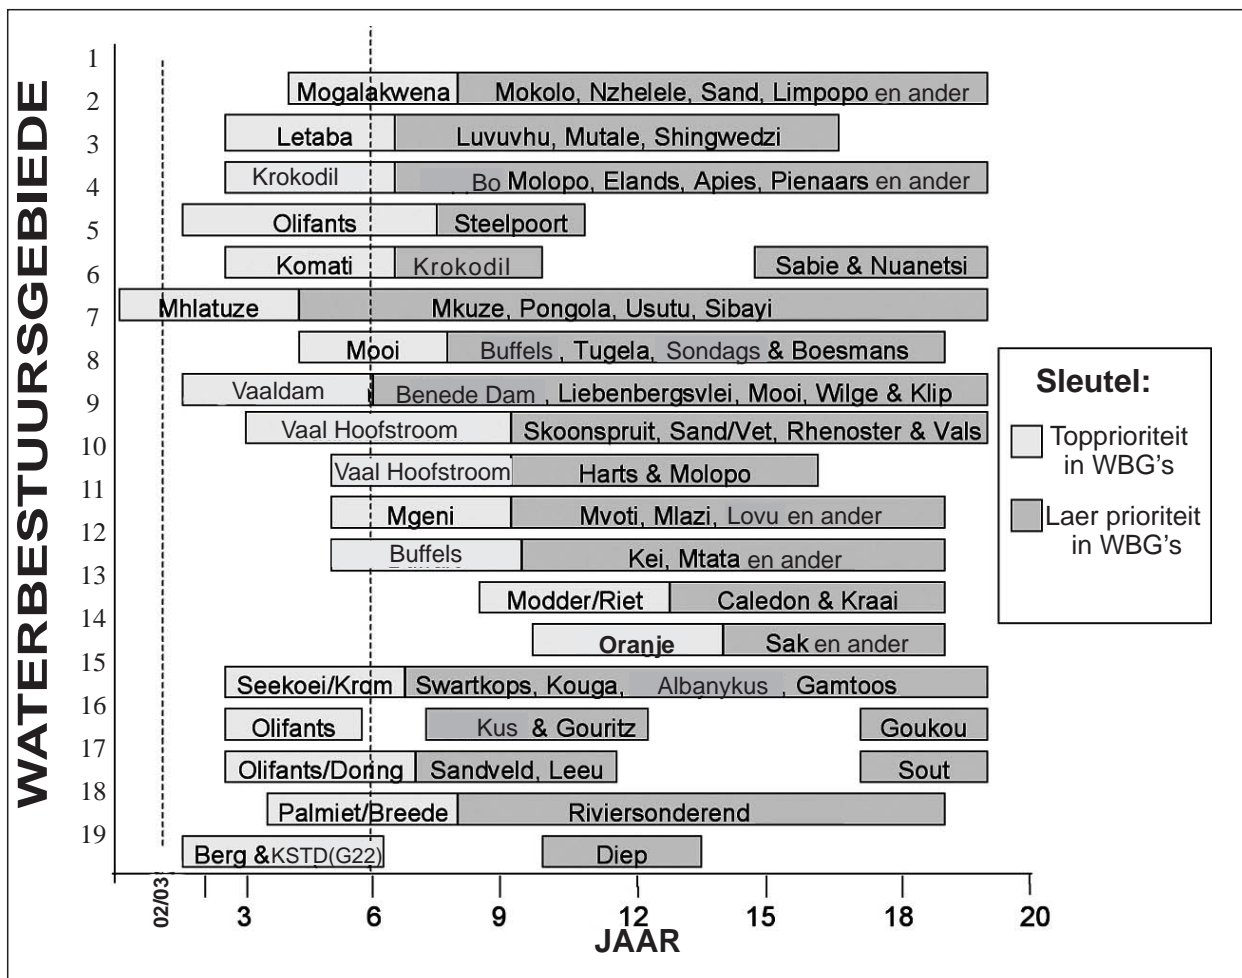 WATERBESTUURSGEBIEDE
1
2
Mogalakwena Mokolo, Nzhelele, Sand, Limpopo en ander
3
Letaba Luvuvhu, Mutale, Shingwedzi
4
Krokodil Bo Molopo, Elands, Apies, Pienaars en ander
5
Olifants Steelpoort
6
Komati Krokodil Sabie & Nuanetsi
7
Mhlatuze Mkuze, Pongola, Usutu, Sibayi
8
Mooi Buffels, Tugela, Sondags & Boesmans
9
Vaaldam Benede Dam, Liebenbergsvlei, Mooi, Wilge & Klip
10
Vaal Hoofstroom Skoonspruit, Sand/Vet, Rhenoster & Vals
11
Vaal Hoofstroom Harts & Molopo
12
Mgeni Mvoti, Mlazi, Lovu en ander
13
Buffels Kei, Mtata en ander
14
Modder/Riet Caledon & Kraai
Oranje Sak en ander
15
Seekoei/Krom Swartkops, Kouga, Albanykus, Gamtoos
16
Olifants Kus & Gouritz Goukou
17
Olifants/Doring Sandveld, Leeu Sout
18
Palmiet/Breede Riviersonderend
19
Berg &KSTD(G22) Diep
02/03 3 6 9 12 15 18 20
JAAR
Sleutel:
Topprioriteit
in WBG's
Laer prioriteit
in WBG's